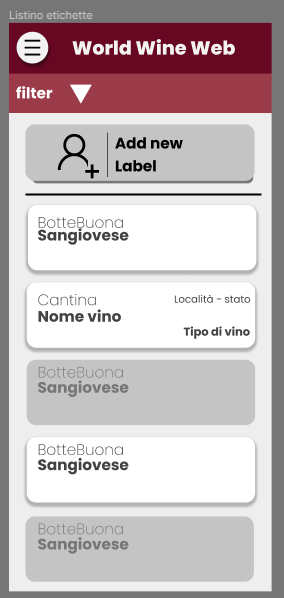 Listino etichette
World Wine Web
filter
Add new
Label
BotteBuona
Sangiovese
Cantina
Località - stato
Nome vino
Tipo di vino
BotteBuona
Sangiovese
BotteBuona
Sangiovese
BotteBuona
Sangiovese